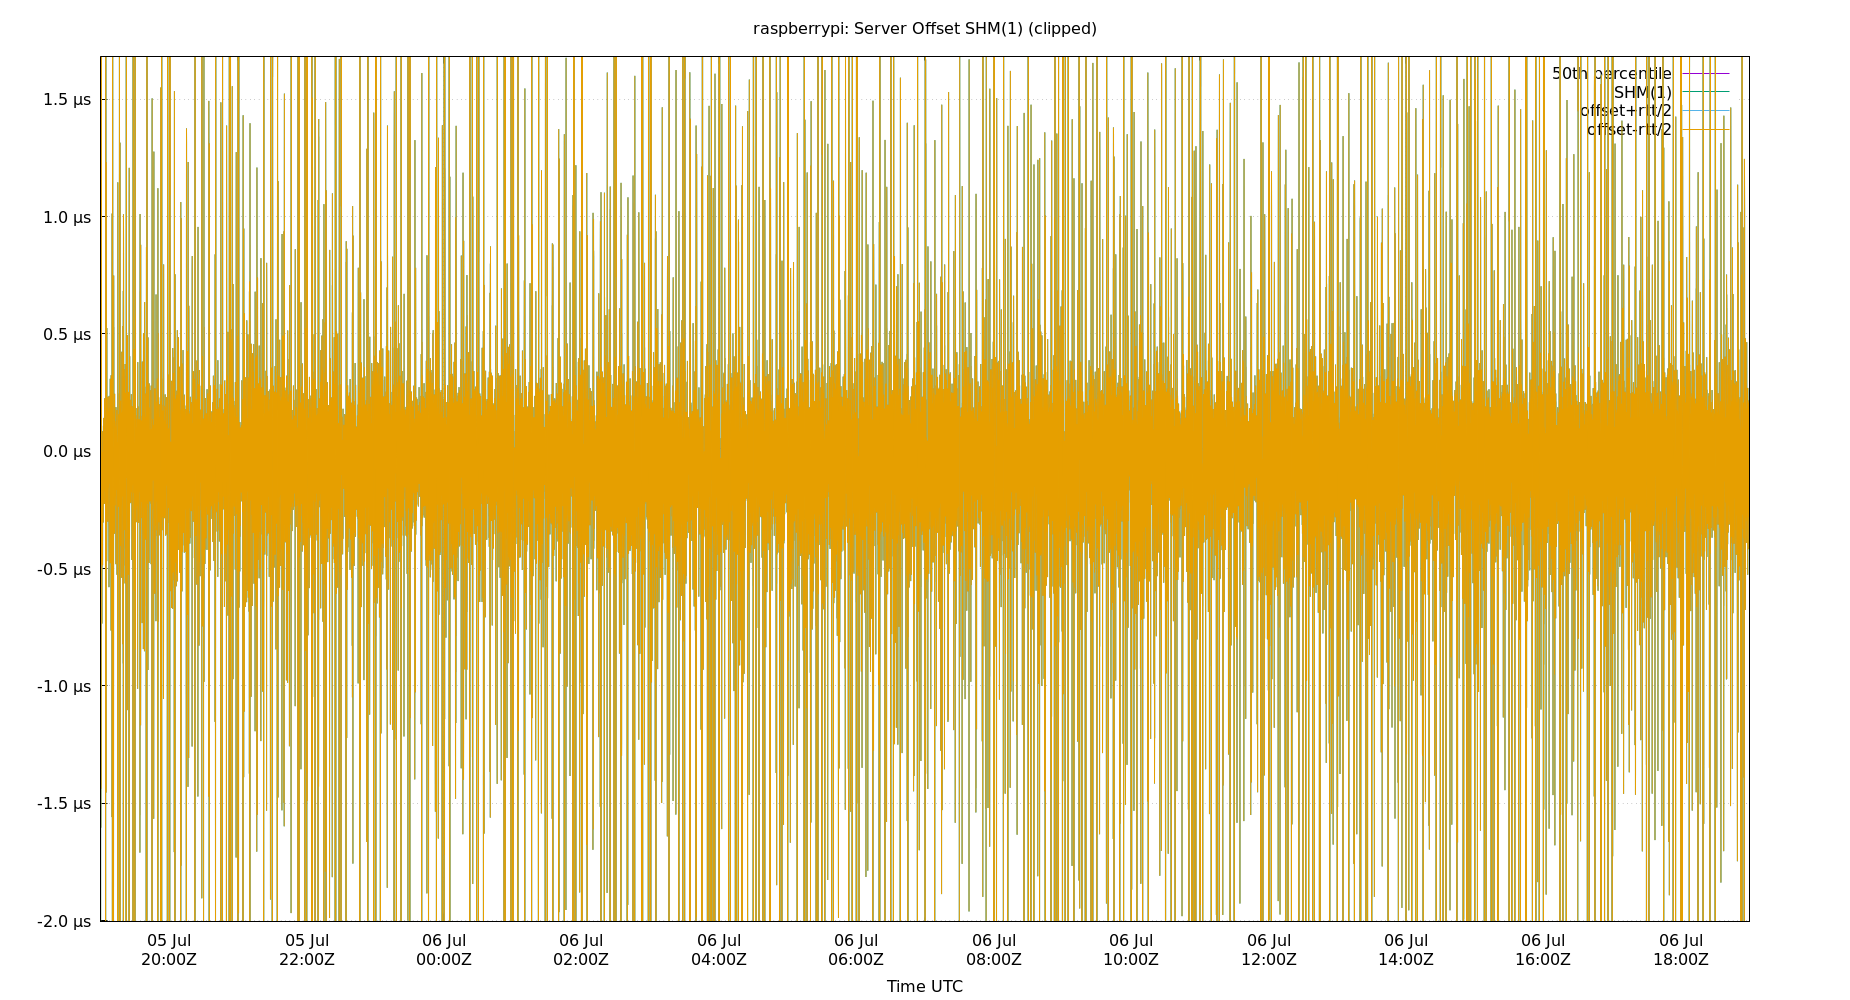 raspberrypi: Server Offset SHM(1) (clipped)
50th percentile
SHM(1)
offset+rtt/2
offset-rtt/2
1.5 µs
1.0 µs
0.5 µs
0.0 µs
-0.5 µs
-1.0 µs
-1.5 µs
-2.0 µs
05 Jul 05 Jul 06 Jul 06 Jul 06 Jul 06 Jul 06 Jul 06 Jul 06 Jul 06 Jul 06 Jul 06 Jul
20:00Z 22:00Z 00:00Z 02:00Z 04:00Z 06:00Z 08:00Z 10:00Z 12:00Z 14:00Z 16:00Z 18:00Z
Time UTC